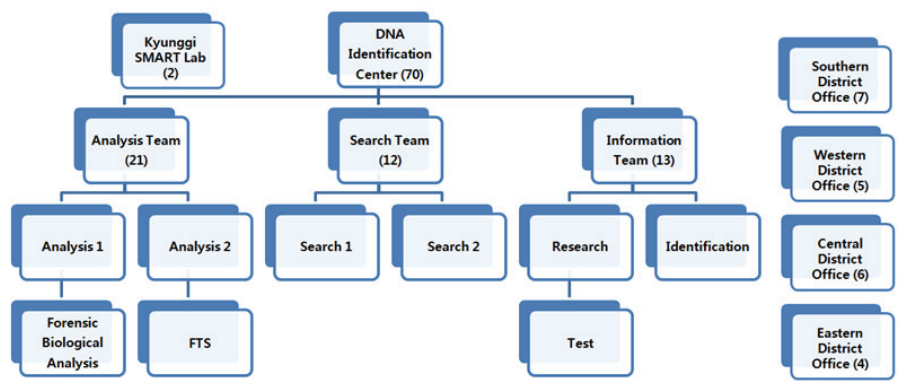 Kyunggi
SMART Lab
(2)
DNA
Identification
Center (70)
Southern
District
Office (7)
Analysis Team
(21)
Search Team
(12)
Information
Team (13)
Western
District
Office (5)
Analysis 1
Analysis 2
Search 1
Search 2
Research
Identification
Central
District
Office (6)
Forensic
Biological
Analysis
FTS
Test
Eastern
District
Office (4)